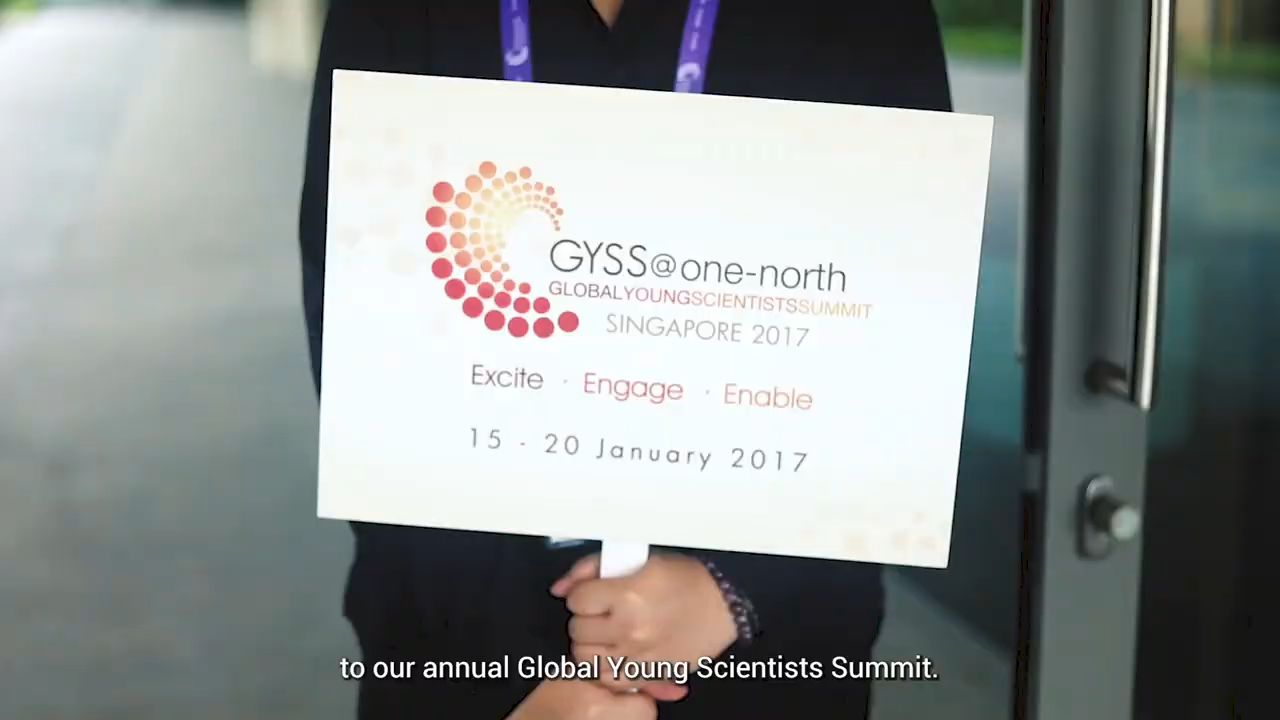 GYSS@one-north
GLOBALYOUNGSCIENTISTSSUMMIT
SINGAPORE 2017
Excite · Engage · Enable
15 - 20 January 2017
to our annual Global Young Scientists Summit.